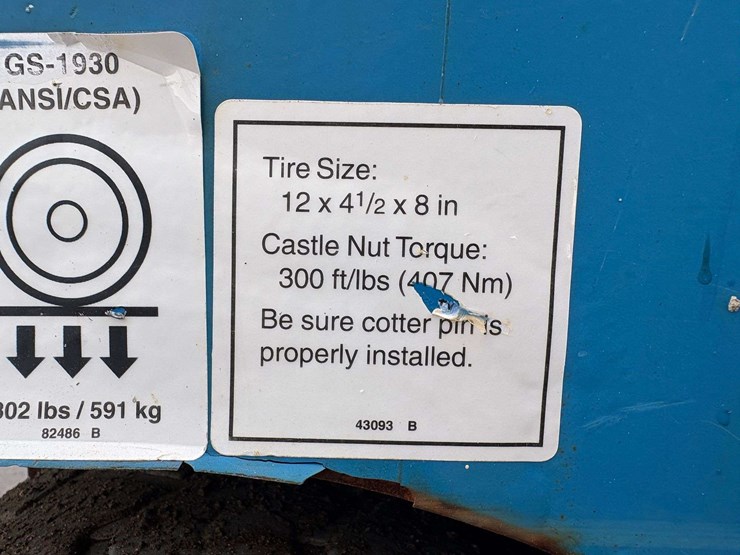 GS-1930
ANSI/CSA)
302 lbs / 591 kg
82486 B
Tire Size:
12 x 41/2 x 8 in
Castle Nut Torque:
300 ft/lbs (407 Nm)
Be sure cotter pin is
properly installed.
43093 B